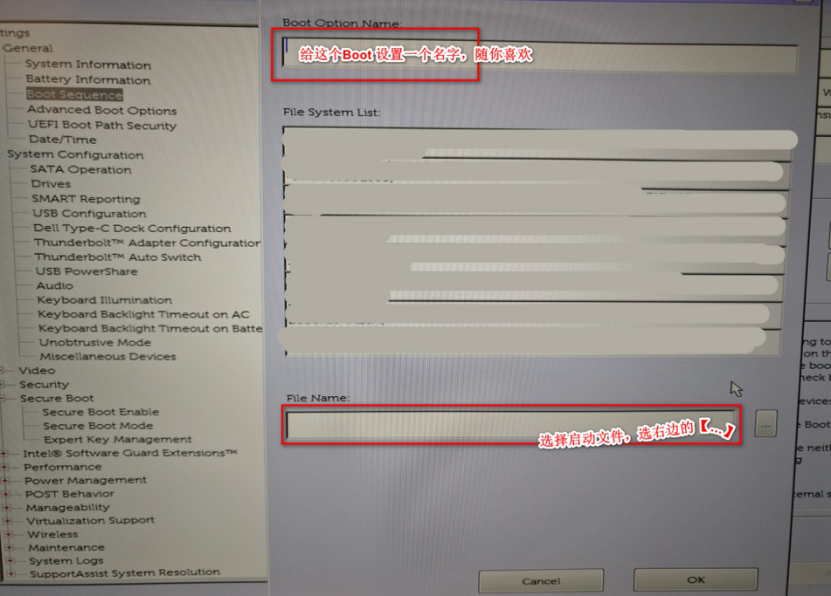 tings
General
System Information
Battery Information
Boot Sequence
Advanced Boot Options
UEFI Boot Path Security
Date/Time
System Configuration
SATA Operation
Drives
SMART Reporting
USB Configuration
Dell Type-C Dock Configuration
Thunderbolt™ Adapter Configuration
Thunderbolt™ Auto Switch
USB PowerShare
Audio
Keyboard Illumination
Keyboard Backlight Timeout on AC
Keyboard Backlight Timeout on Batte
Unobtrusive Mode
Miscellaneous Devices
Video
Security
Secure Boot
Secure Boot Enable
Secure Boot Mode
Expert Key Management
Intel® Software Guard Extensions™
Performance
Power Management
POST Behavior
Manageability
Virtualization Support
Wireless
Maintenance
System Logs
SupportAssist System Resolution
Boot Option Name:
给这个Boot 设置一个名字，随你喜欢
File System List:
File Name:
选择启动文件，选右边的【...】
...
Cancel
OK